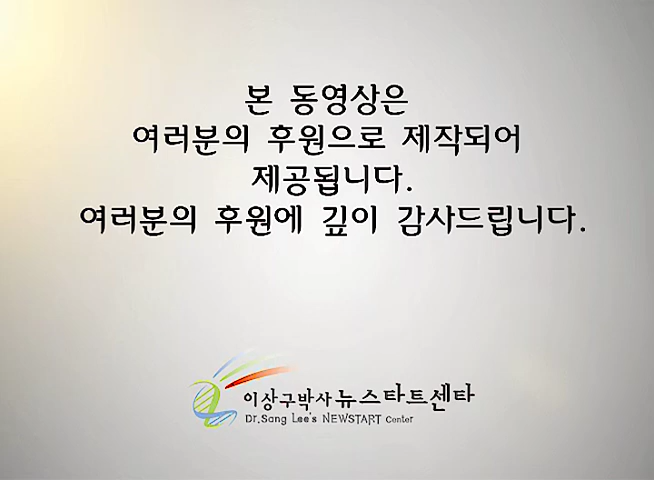 본 동영상은
여러분의 후원으로 제작되어
제공됩니다.
여러분의 후원에 깊이 감사드립니다.
이상구박사 뉴스타트센타
Dr.Sang Lee's NEWSTART Center